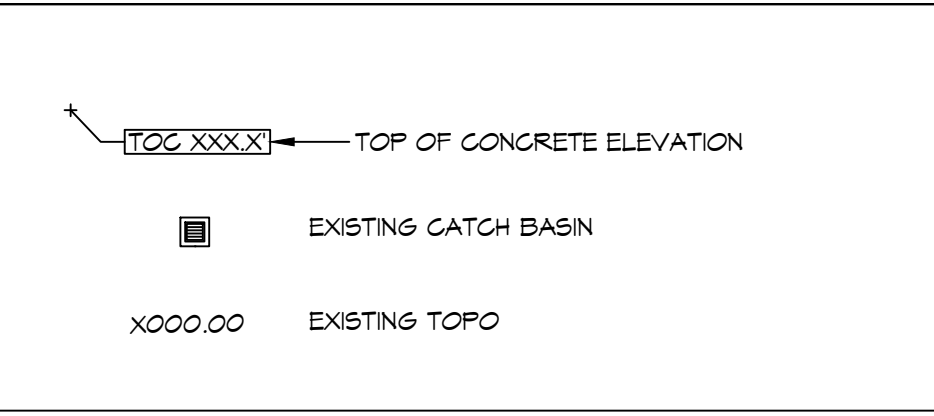 TOC XXX.X' TOP OF CONCRETE ELEVATION
EXISTING CATCH BASIN
X000.00 EXISTING TOPO